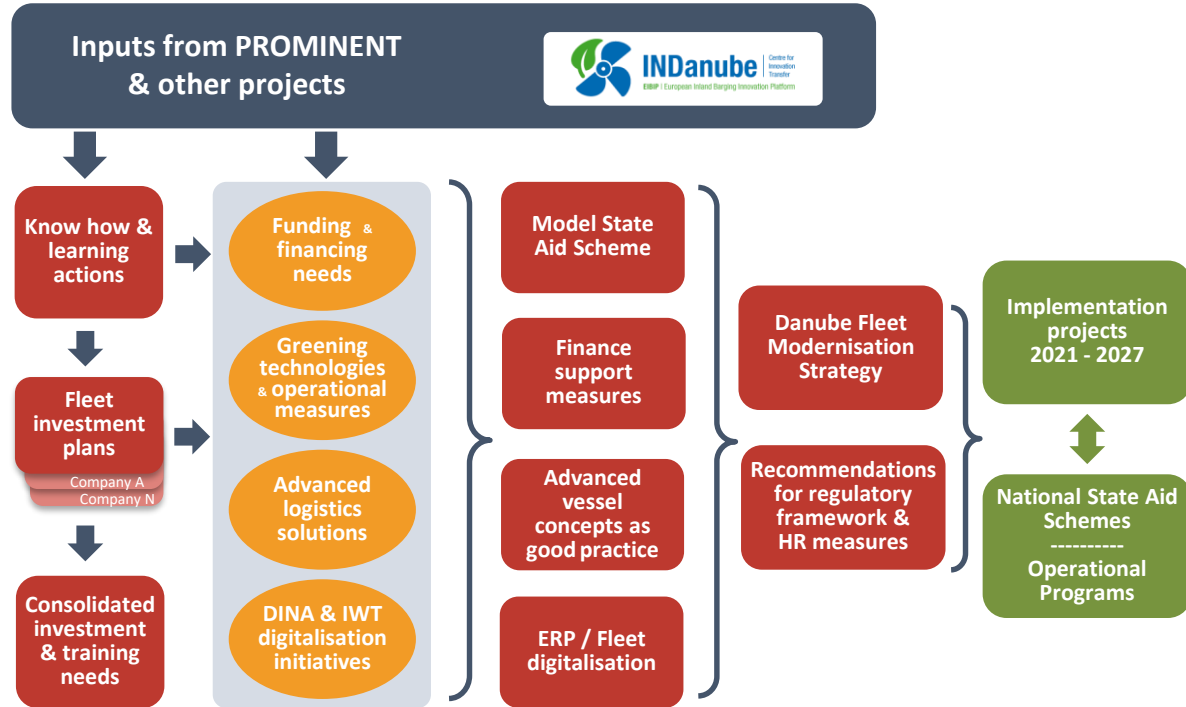 Inputs from PROMINENT
& other projects
INDanube
Centre for
Innovation
Transfer
EIBIP / European Inland Barging Innovation Platform
Know how &
learning
actions
Fleet
investment
plans
Company A
Company N
Consolidated
investment
& training
needs
Funding &
financing
needs
Greening
technologies
& operational
measures
Advanced
logistics
solutions
DINA & IWT
digitalisation
initiatives
Model State
Aid Scheme
Finance
support
measures
Advanced
vessel
concepts as
good practice
ERP / Fleet
digitalisation
Danube Fleet
Modernisation
Strategy
Recommendations
for regulatory
framework &
HR measures
Implementation
projects
2021 - 2027
National State Aid
Schemes
----------
Operational
Programs